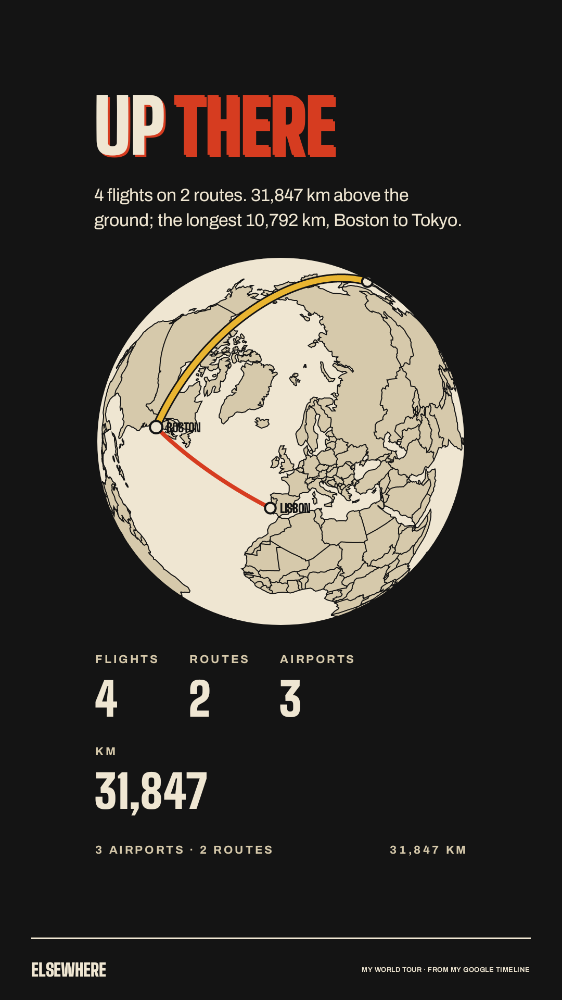 UP THERE
4 flights on 2 routes. 31,847 km above the
ground; the longest 10,792 km, Boston to Tokyo.
BOSTON
LISBON
FLIGHTS ROUTES AIRPORTS
4 2 3
KM
31,847
3 AIRPORTS · 2 ROUTES 31,847 KM
ELSEWHERE MY WORLD TOUR · FROM MY GOOGLE TIMELINE